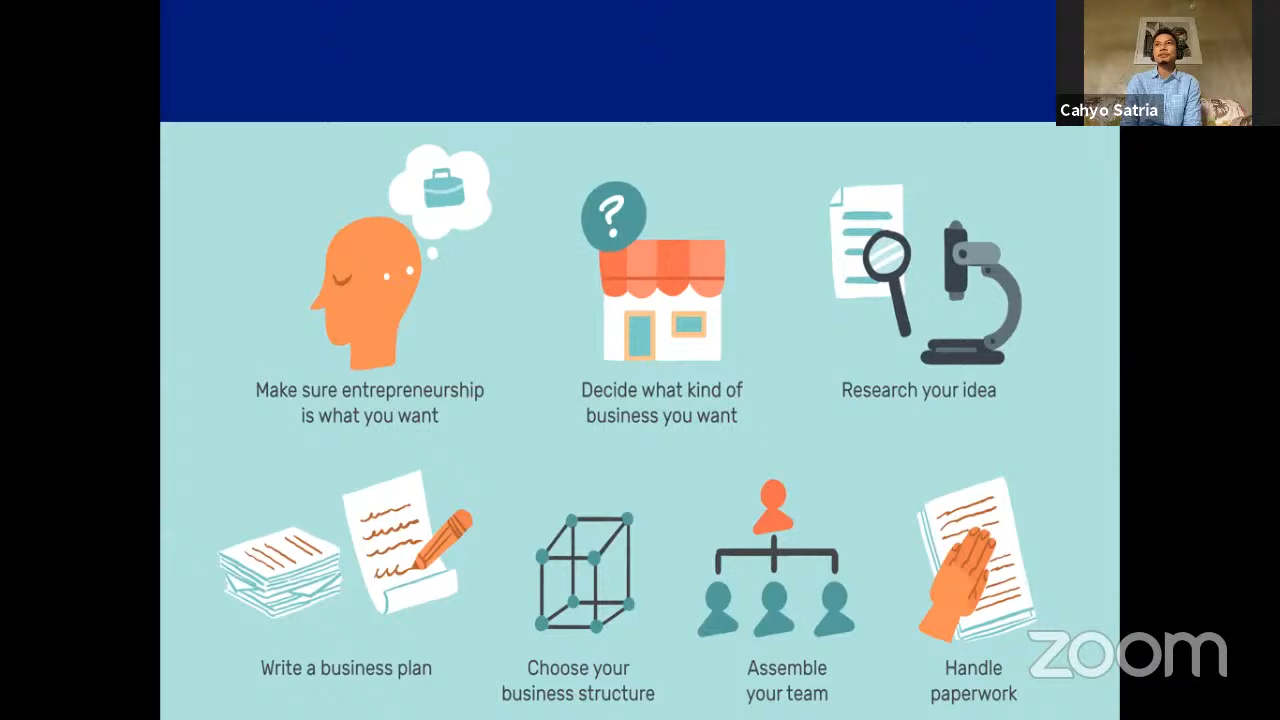 Cahyo Satria
?
Make sure entrepreneurship
is what you want
Decide what kind of
business you want
Research your idea
Write a business plan
Choose your
business structure
Assemble
your team
Handle
paperwork
zoom